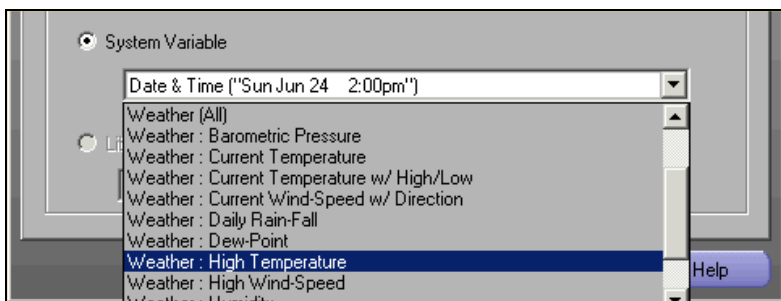 System Variable
Date & Time ("Sun Jun 24    2:00pm")
Weather (All)
Weather : Barometric Pressure
Weather : Current Temperature
Weather : Current Temperature w/ High/Low
Weather : Current Wind-Speed w/ Direction
Weather : Daily Rain-Fall
Weather : Dew-Point
Weather : High Temperature
Help
Weather : High Wind-Speed
Weather : Humidity